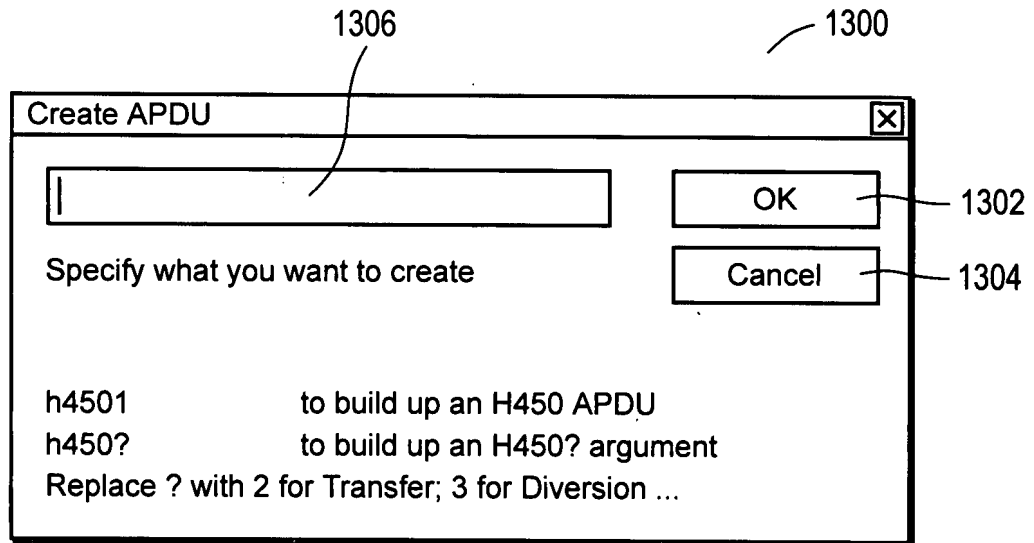 1306
1300
Create APDU
OK
1302
Specify what you want to create
Cancel
1304
h4501 to build up an H450 APDU
h450? to build up an H450? argument
Replace ? with 2 for Transfer; 3 for Diversion ...